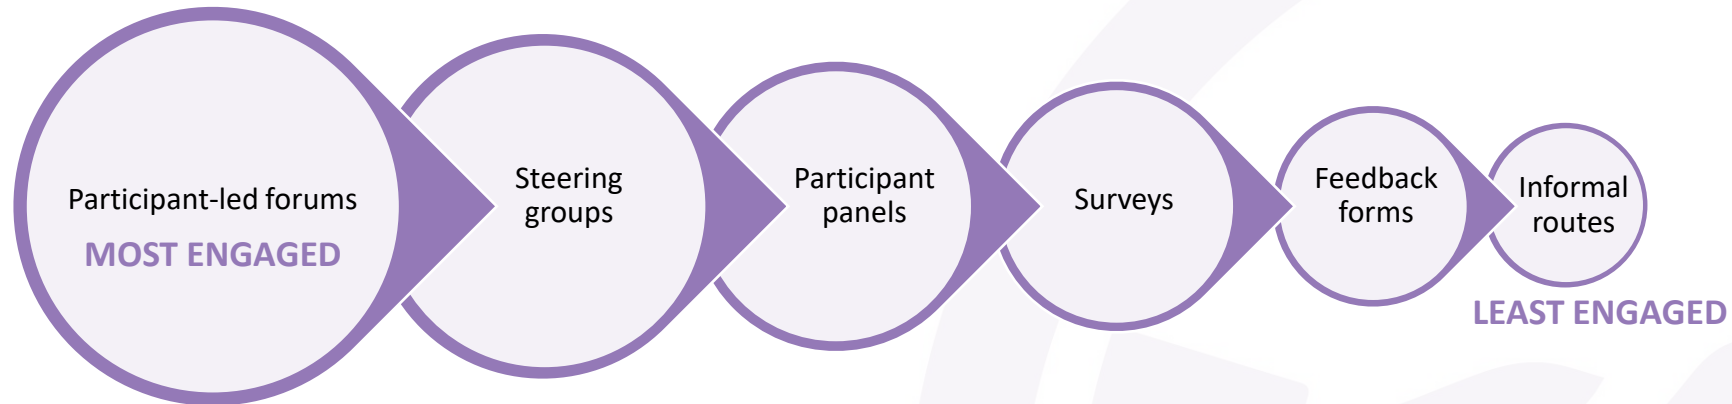 Participant-led forums
MOST ENGAGED
Steering
groups
Participant
panels
Surveys
Feedback
forms
Informal
routes
LEAST ENGAGED